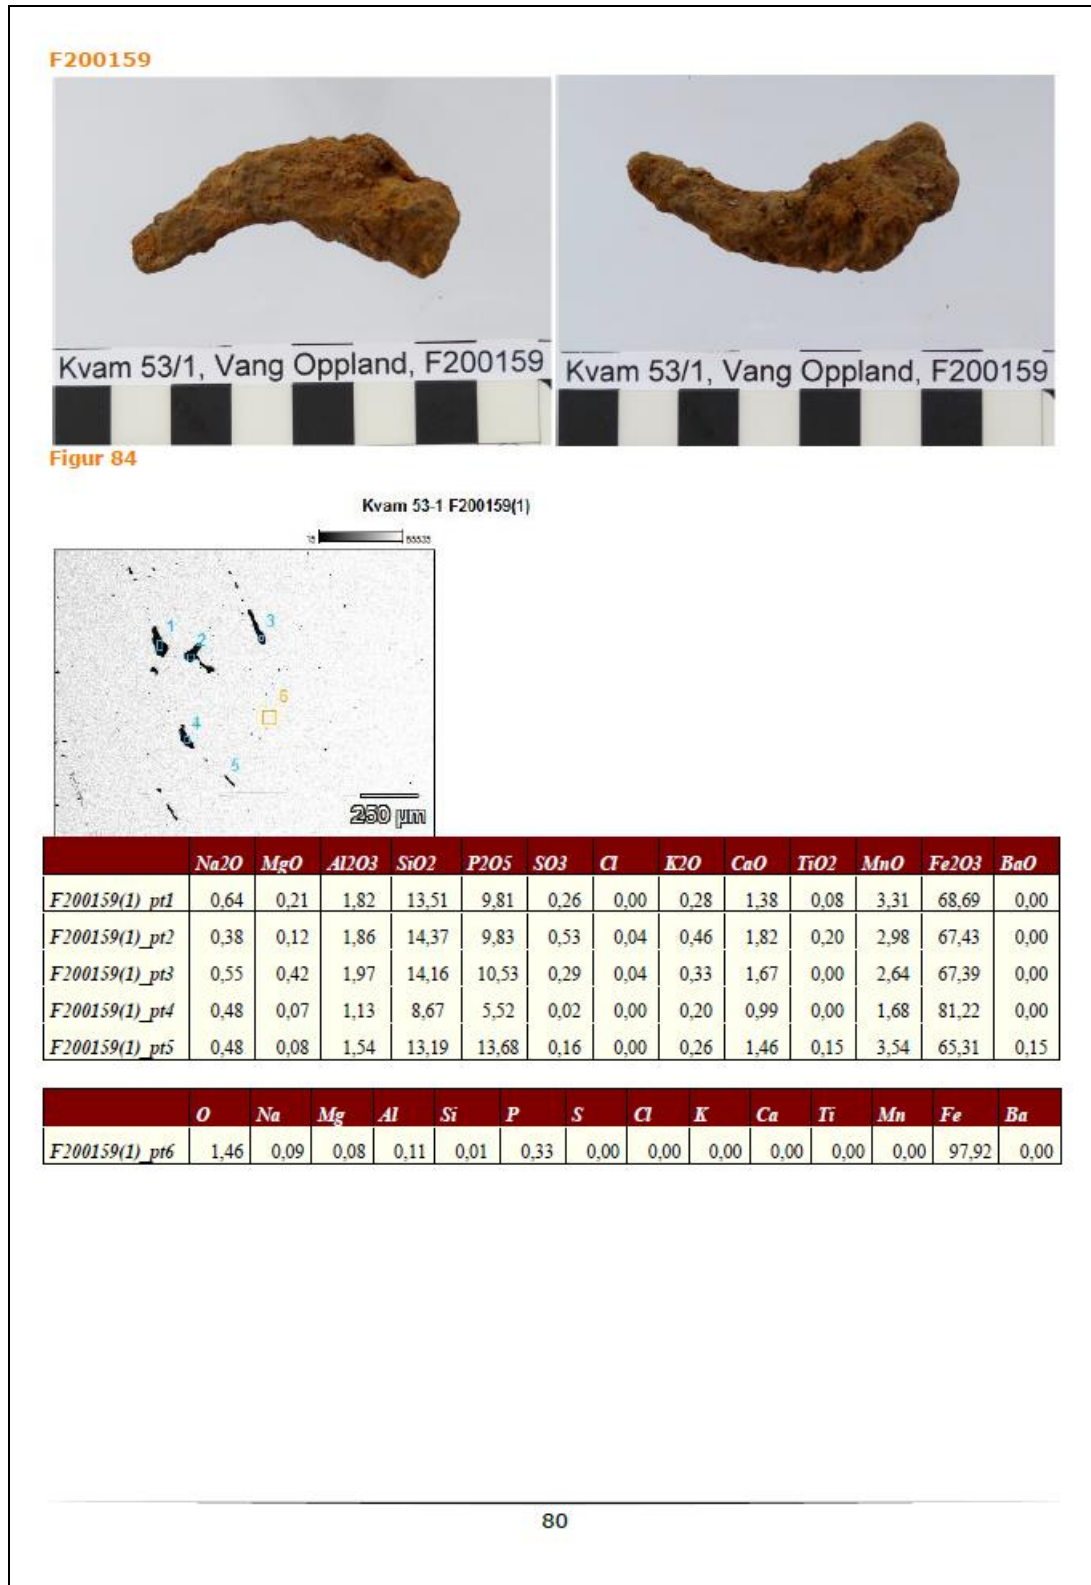 F200159
Kvam 53/1, Vang Oppland, F200159
Kvam 53/1, Vang Oppland, F200159
Figur 84
Kvam 53-1 F200159(1)
1
2
3
6
4
5
250 µm
Na2O MgO Al2O3 SiO2 P2O5 SO3 Cl K2O CaO TiO2 MnO Fe2O3 BaO
F200159(1)_pt1 0,64 0,21 1,82 13,51 9,81 0,26 0,00 0,28 1,38 0,08 3,31 68,69 0,00
F200159(1)_pt2 0,38 0,12 1,86 14,37 9,83 0,53 0,04 0,46 1,82 0,20 2,98 67,43 0,00
F200159(1)_pt3 0,55 0,42 1,97 14,16 10,53 0,29 0,04 0,33 1,67 0,00 2,64 67,39 0,00
F200159(1)_pt4 0,48 0,07 1,13 8,67 5,52 0,02 0,00 0,20 0,99 0,00 1,68 81,22 0,00
F200159(1)_pt5 0,48 0,08 1,54 13,19 13,68 0,16 0,00 0,26 1,46 0,15 3,54 65,31 0,15
O Na Mg Al Si P S Cl K Ca Ti Mn Fe Ba
F200159(1)_pt6 1,46 0,09 0,08 0,11 0,01 0,33 0,00 0,00 0,00 0,00 0,00 0,00 97,92 0,00
80